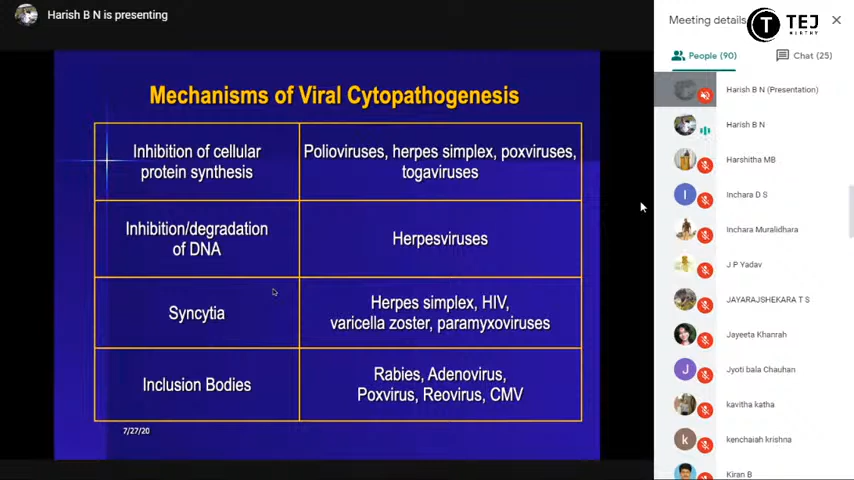 Harish B N is presenting
Mechanisms of Viral Cytopathogenesis
Inhibition of cellular
protein synthesis
Polioviruses, herpes simplex, poxviruses,
togaviruses
Inhibition/degradation
of DNA
Herpesviruses
Syncytia
Herpes simplex, HIV,
varicella zoster, paramyxoviruses
Inclusion Bodies
Rabies, Adenovirus,
Poxvirus, Reovirus, CMV
7/27/20
Meeting details
T TEJ
People (90)
Chat (25)
Harish B N (Presentation)
Harish B N
Harshitha MB
I
Inchara D S
Inchara Muralidhara
J P Yadav
JAYARAJSHEKARA T S
Jayeeta Khanrah
J
Jyoti bala Chauhan
kavitha katha
k
kenchaiah krishna
Kiran B